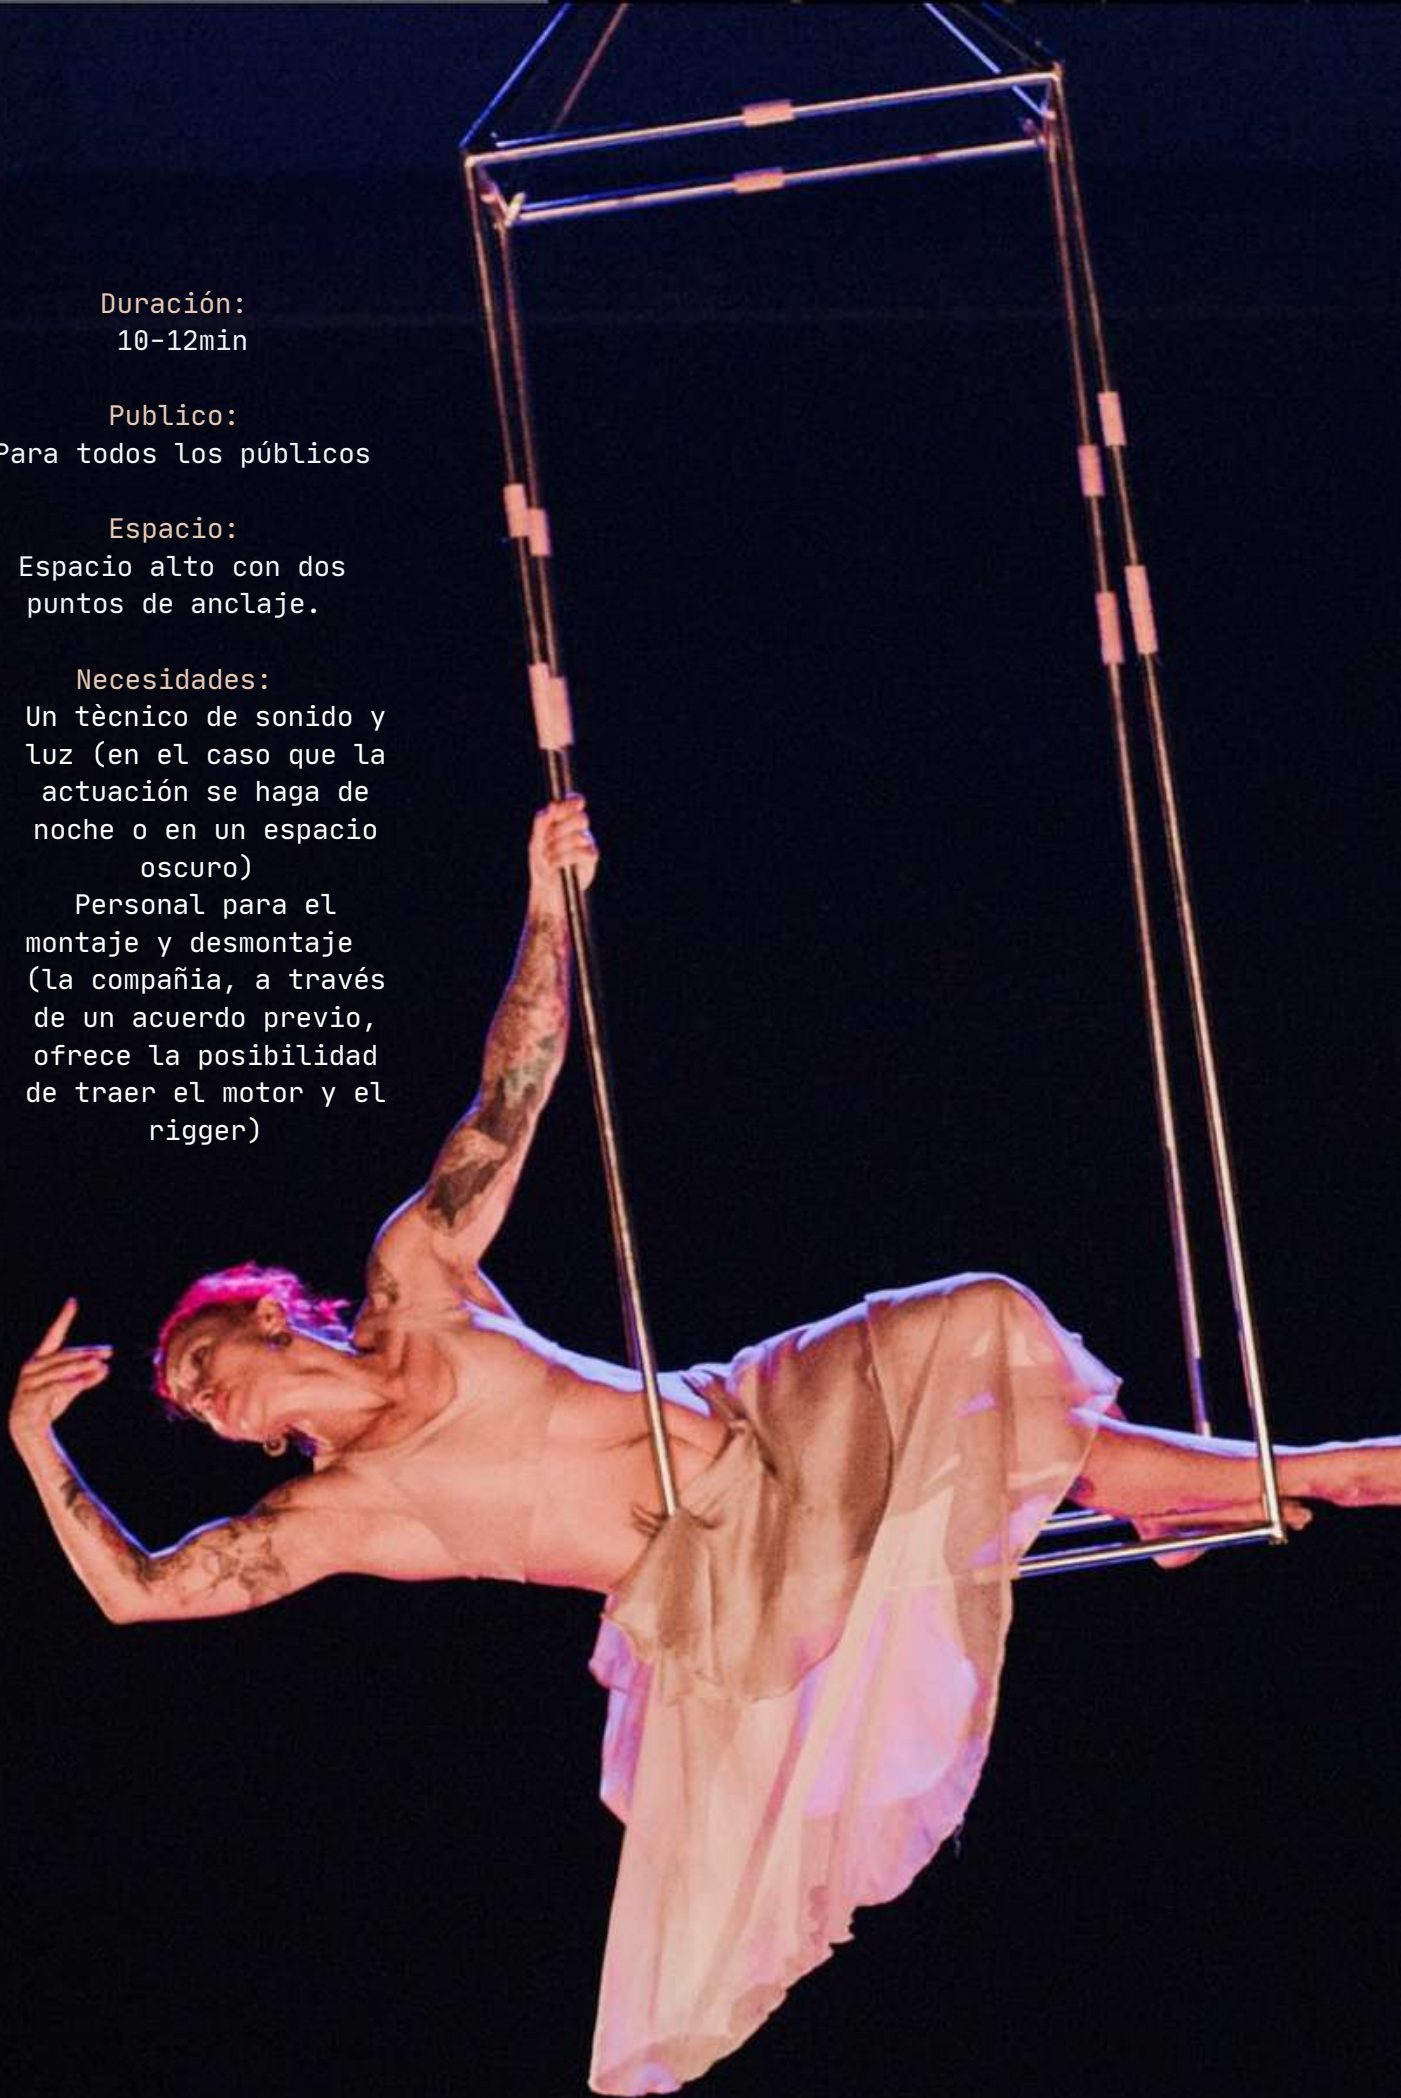 Duración:
10-12min
Publico:
Para todos los públicos
Espacio:
Espacio alto con dos
puntos de anclaje.
Necesidades:
Un tècnico de sonido y
luz (en el caso que la
actuación se haga de
noche o en un espacio
oscuro)
Personal para el
montaje y desmontaje
(la compañia, a través
de un acuerdo previo,
ofrece la posibilidad
de traer el motor y el
rigger)